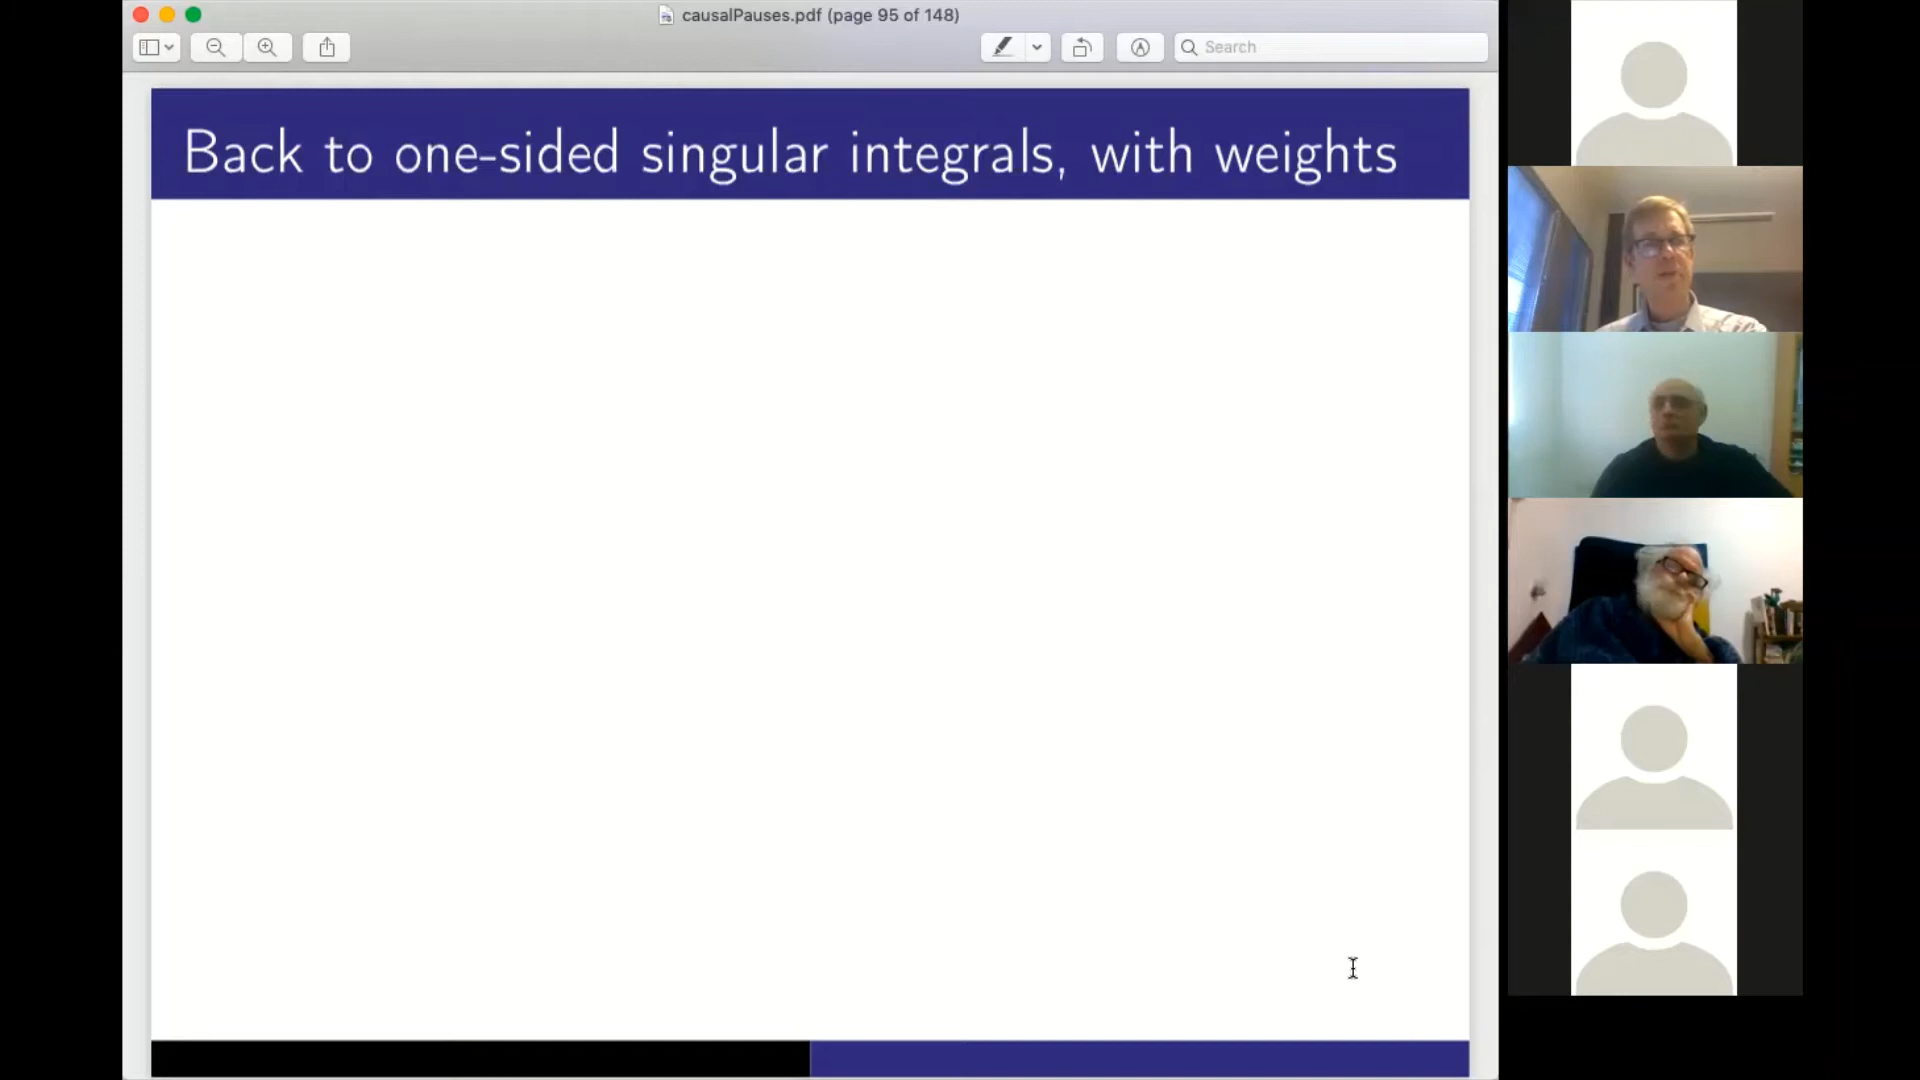 causalPauses.pdf (page 95 of 148)
Search
Back to one-sided singular integrals, with weights